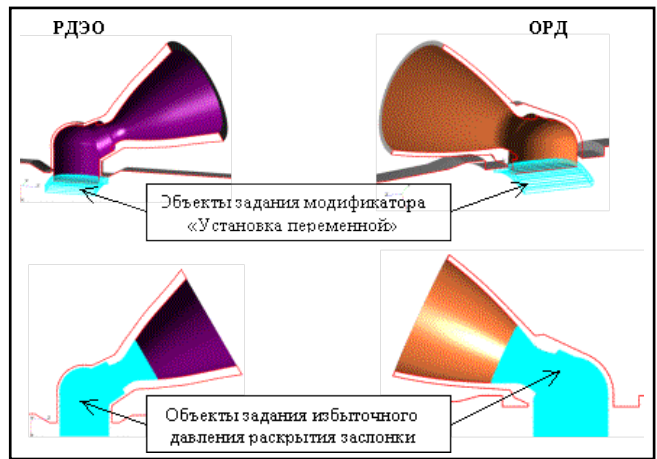 РДЭО
ОРД
Объекты задания модификатора
«Установка переменной»
Объекты задания избыточного
давления раскрытия заслонки